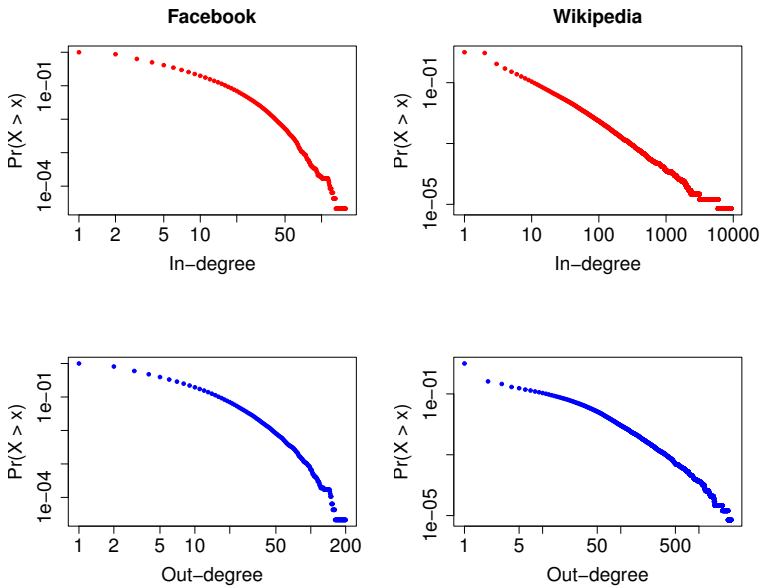 Facebook
Wikipedia
Pr(X > x)
1e−01
1e−04
1
2
5
10
50
In−degree
Pr(X > x)
1e−01
1e−05
1
10
100
1000
10000
In−degree
Pr(X > x)
1e−01
1e−04
1
2
5
10
50
200
Out−degree
Pr(X > x)
1e−01
1e−05
1
5
50
500
Out−degree